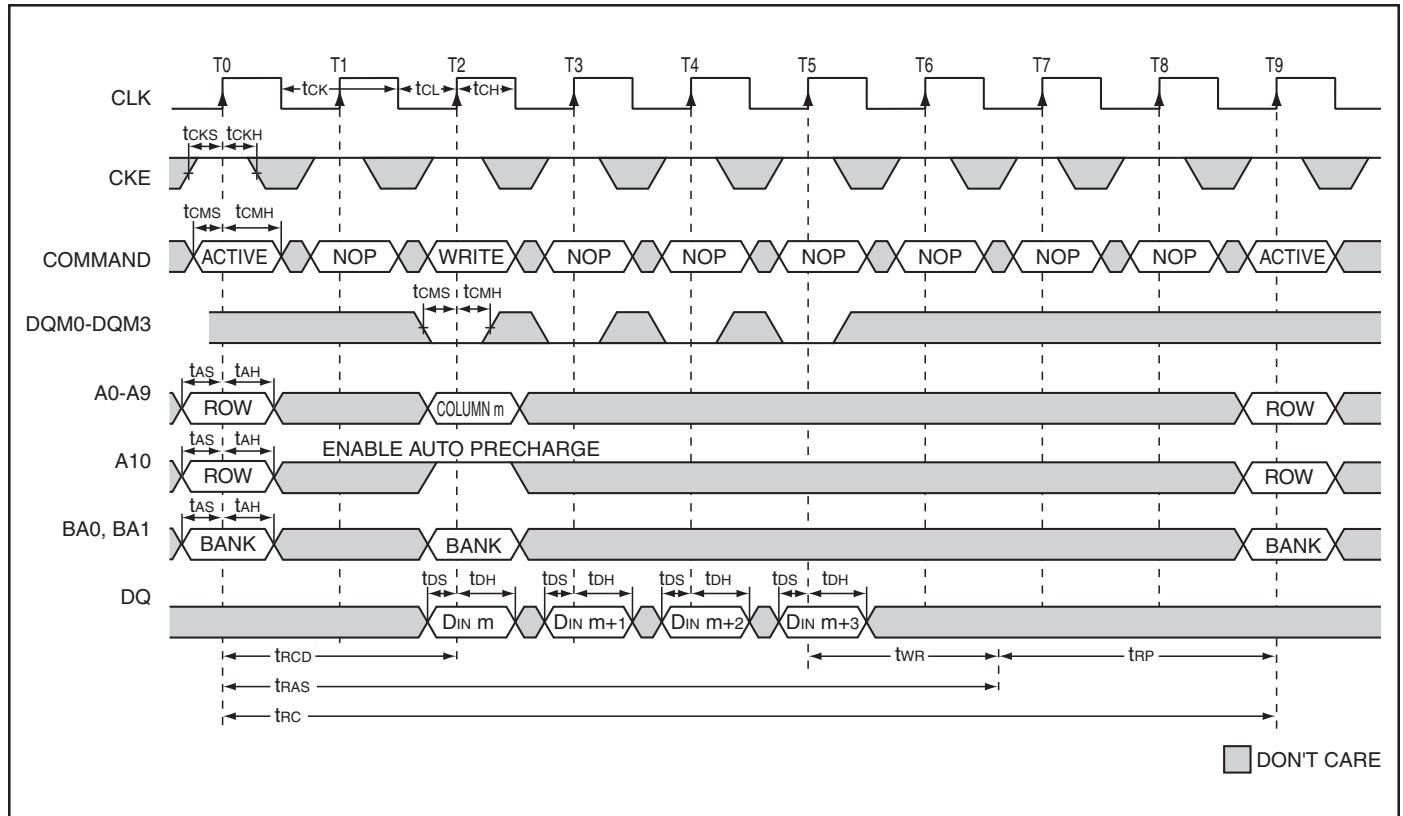 T0 T1 T2 T3 T4 T5 T6 T7 T8 T9
CLK
tCK tCL tCH
tCKS tCKH
CKE
tCMS tCMH
COMMAND ACTIVE NOP WRITE NOP NOP NOP NOP NOP NOP ACTIVE
tCMS tCMH
DQM0-DQM3
tAS tAH
A0-A9 ROW COLUMN m ROW
tAS tAH
ENABLE AUTO PRECHARGE
A10 ROW ROW
tAS tAH
BA0, BA1 BANK BANK BANK
tDS tDH tDS tDH tDS tDH tDS tDH
DQ DIN m DIN m+1 DIN m+2 DIN m+3
tRCD tWR tRP
tRAS
tRC
DON'T CARE